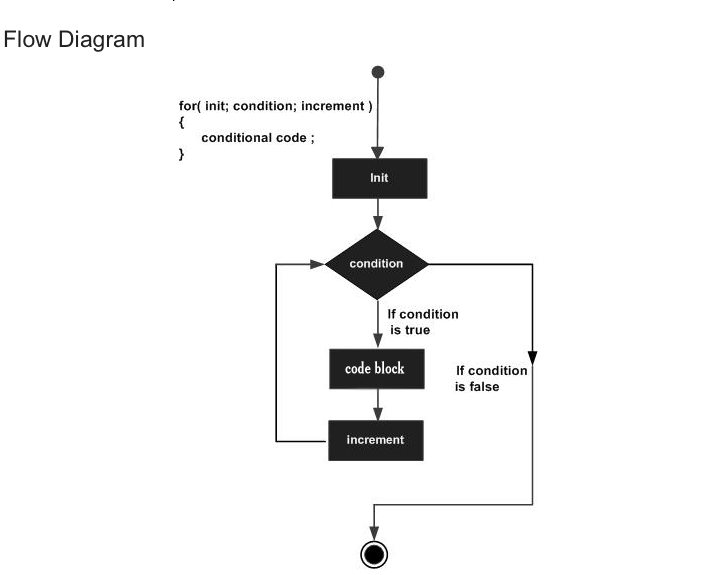 Flow Diagram
for( init; condition; increment )
{
conditional code ;
}
Init
condition
If condition
is true
code block
If condition
is false
increment